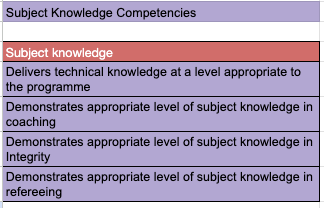 Subject Knowledge Competencies
Subject knowledge
Delivers technical knowledge at a level appropriate to
the programme
Demonstrates appropriate level of subject knowledge in
coaching
Demonstrates appropriate level of subject knowledge in
Integrity
Demonstrates appropriate level of subject knowledge in
refereeing